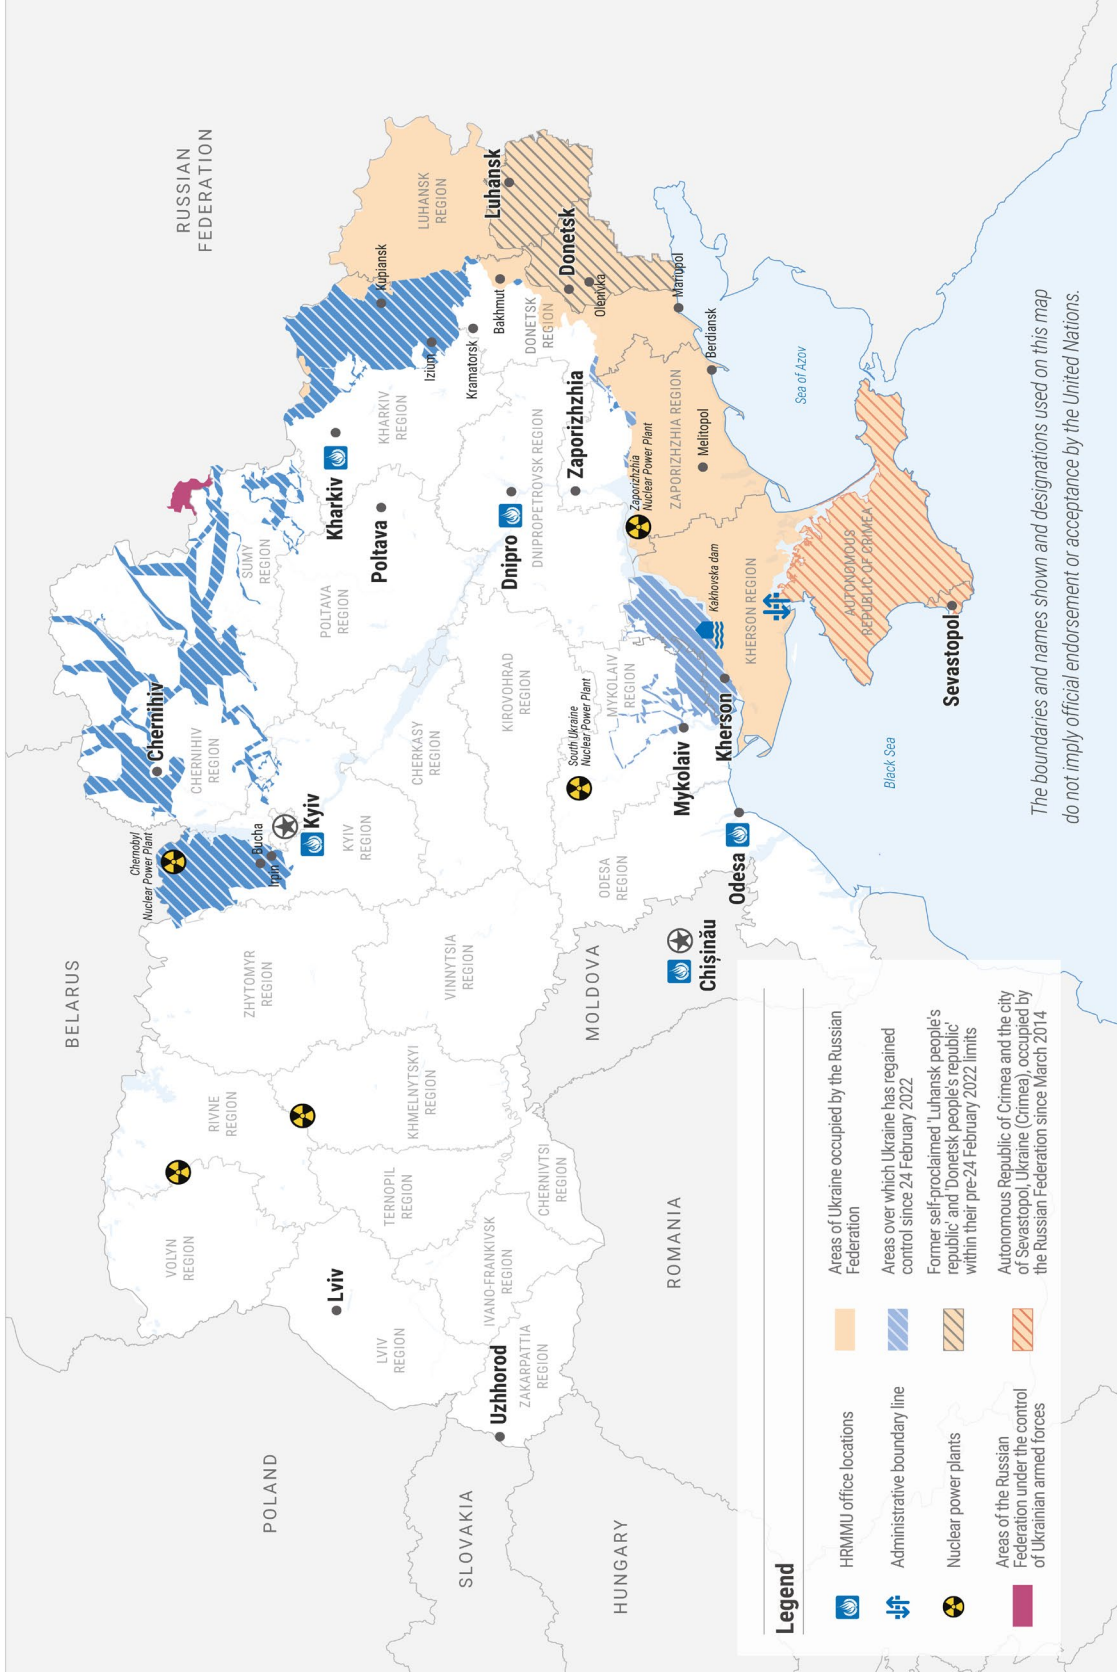 BELARUS
RUSSIAN
FEDERATION
POLAND
SLOVAKIA
HUNGARY
ROMANIA
MOLDOVA
VOLYN
REGION
RIVNE
REGION
ZHYTOMYR
REGION
Chernobyl
Nuclear Power Plant
Bucha
Irpin
Kyiv
KYIV
REGION
Chernihiv
CHERNIHIV
REGION
SUMY
REGION
Lviv
LVIV
REGION
TERNOPIL
REGION
KHMELNYTSKYI
REGION
VINNYTSIA
REGION
CHERKASY
REGION
POLTAVA
REGION
Poltava
Kharkiv
KHARKIV
REGION
Kupiansk
Izium
Kramatorsk
LUHANSK
REGION
Luhansk
Uzhhorod
ZAKARPATTIA
REGION
IVANO-FRANKIVSK
REGION
CHERNIVTSI
REGION
KIROVOHRAD
REGION
Dnipro
DNIPROPETROVSK REGION
Bakhmut
DONETSK
REGION
Donetsk
Olenivka
Mariupol
Zaporizhzhia
Zaporizhzhia
Nuclear Power Plant
ZAPORIZHZHIA REGION
Melitopol
Berdiansk
South Ukraine
Nuclear Power Plant
MYKOLAIV
REGION
Mykolaiv
ODESA
REGION
Odesa
Chișinău
Kherson
Kakhovska dam
KHERSON REGION
AUTONOMOUS
REPUBLIC OF CRIMEA
Sevastopol
Sea of Azov
Black Sea
Legend
HRMMU office locations
Administrative boundary line
Nuclear power plants
Areas of the Russian
Federation under the control
of Ukrainian armed forces
Areas of Ukraine occupied by the Russian
Federation
Areas over which Ukraine has regained
control since 24 February 2022
Former self-proclaimed 'Luhansk people's
republic' and 'Donetsk people's republic'
within their pre-24 February 2022 limits
Autonomous Republic of Crimea and the city
of Sevastopol, Ukraine (Crimea), occupied by
the Russian Federation since March 2014
The boundaries and names shown and designations used on this map
do not imply official endorsement or acceptance by the United Nations.